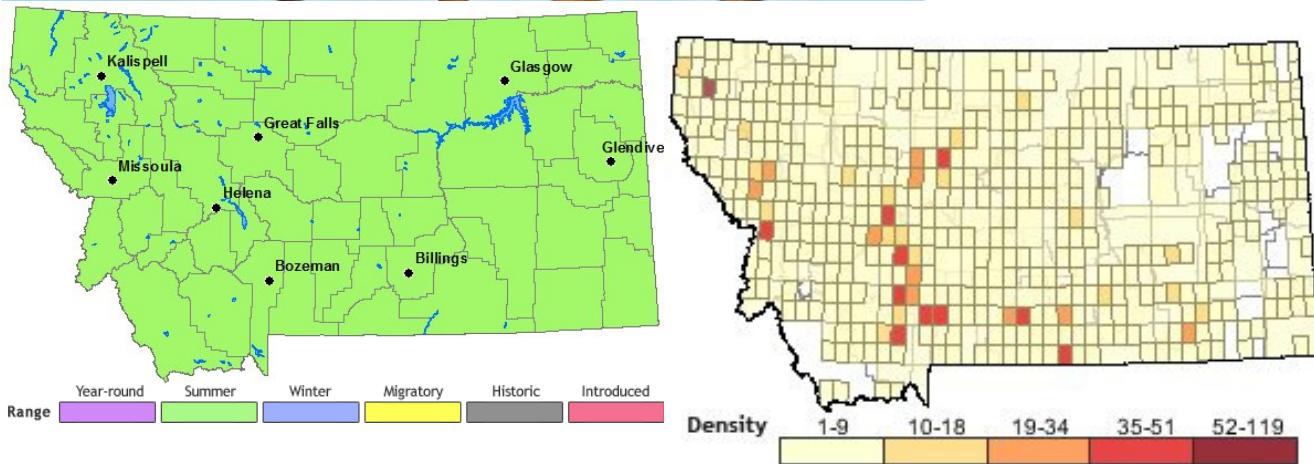 Kalispell
Glasgow
Great Falls
Glendive
Missoula
Helena
Bozeman
Billings
Range Year-round Summer Winter Migratory Historic Introduced
Density 1-9 10-18 19-34 35-51 52-119